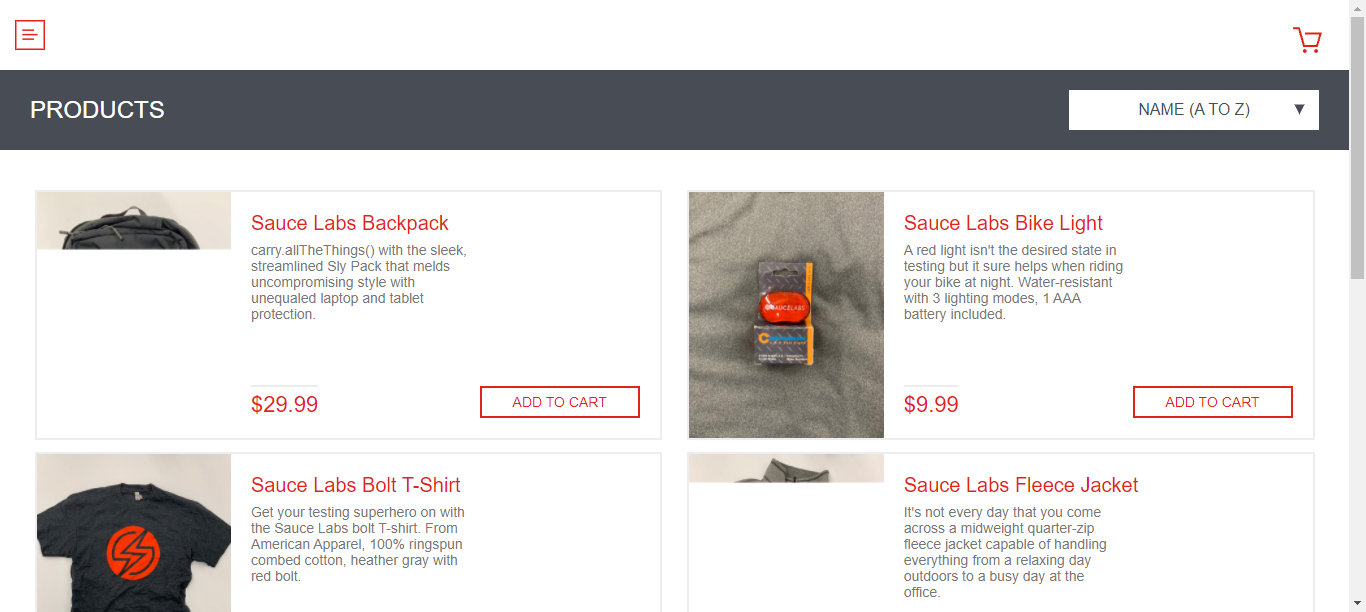 PRODUCTS
NAME (A TO Z)
Sauce Labs Backpack
carry.allTheThings() with the sleek,
streamlined Sly Pack that melds
uncompromising style with
unequaled laptop and tablet
protection.
$29.99
ADD TO CART
Sauce Labs Bike Light
A red light isn't the desired state in
testing but it sure helps when riding
your bike at night. Water-resistant
with 3 lighting modes, 1 AAA
battery included.
$9.99
ADD TO CART
SAUCELABS
Sauce Labs Bolt T-Shirt
Get your testing superhero on with
the Sauce Labs bolt T-shirt. From
American Apparel, 100% ringspun
combed cotton, heather gray with
red bolt.
Sauce Labs Fleece Jacket
It's not every day that you come
across a midweight quarter-zip
fleece jacket capable of handling
everything from a relaxing day
outdoors to a busy day at the
office.